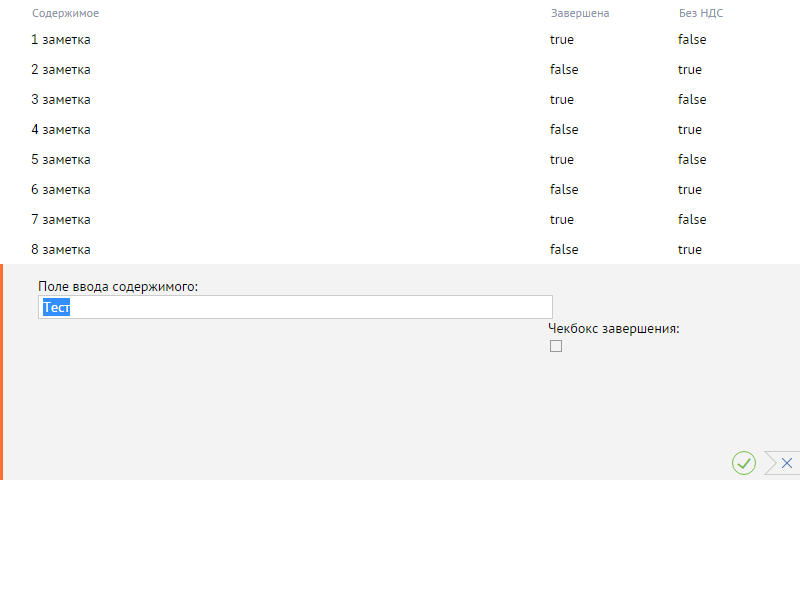 Содержимое Завершена Без НДС
1 заметка true false
2 заметка false true
3 заметка true false
4 заметка false true
5 заметка true false
6 заметка false true
7 заметка true false
8 заметка false true
Поле ввода содержимого:
Тест
Чекбокс завершения: